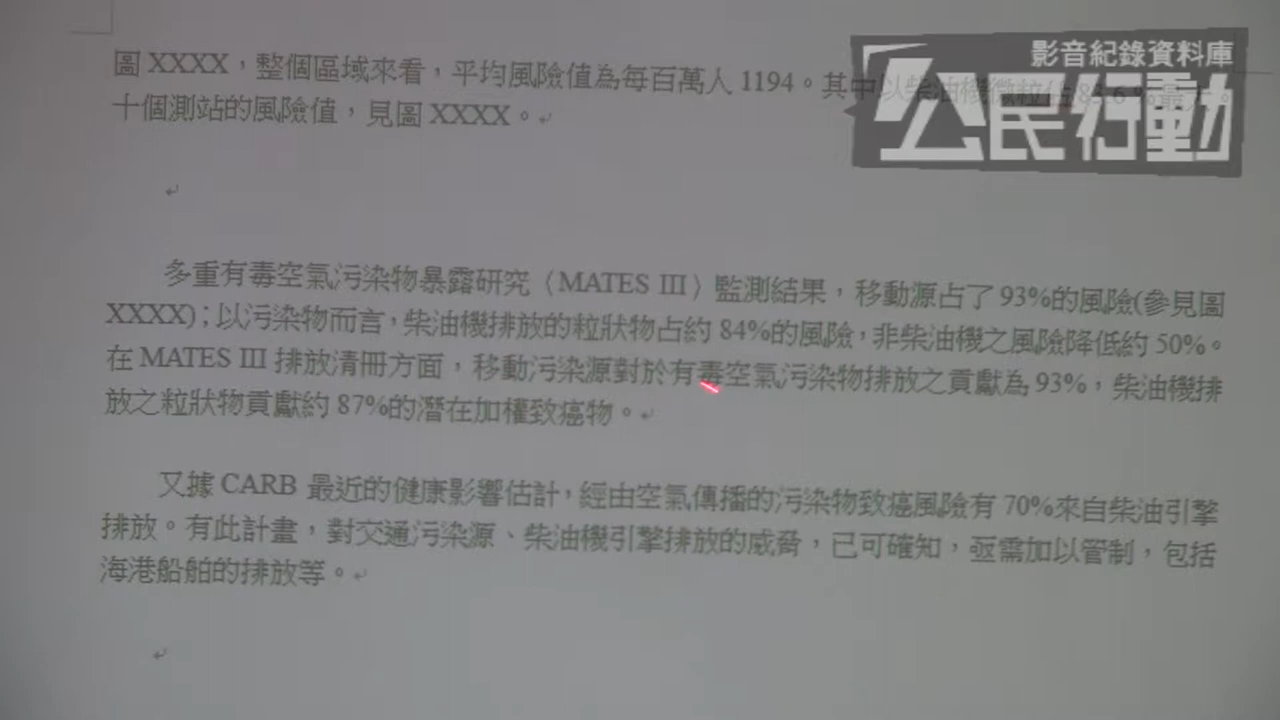 影音紀錄資料庫
公民行動
圖 XXXX，整個區域來看，平均風險值為每百萬人 1194。其中以柴油機微粒
十個測站的風險值，見圖 XXXX。
多重有毒空氣污染物暴露研究（MATES III）監測結果，移動源占了 93%的風險(參見圖
XXXX)；以污染物而言，柴油機排放的粒狀物占約 84%的風險，非柴油機之風險降低約 50%。
在 MATES III 排放清冊方面，移動污染源對於有毒空氣污染物排放之貢獻為 93%，柴油機排
放之粒狀物貢獻約 87%的潛在加權致癌物。
又據 CARB 最近的健康影響估計，經由空氣傳播的污染物致癌風險有 70%來自柴油引擎
排放。有此計畫，對交通污染源、柴油機引擎排放的威脅，已可確知，亟需加以管制，包括
海港船舶的排放等。